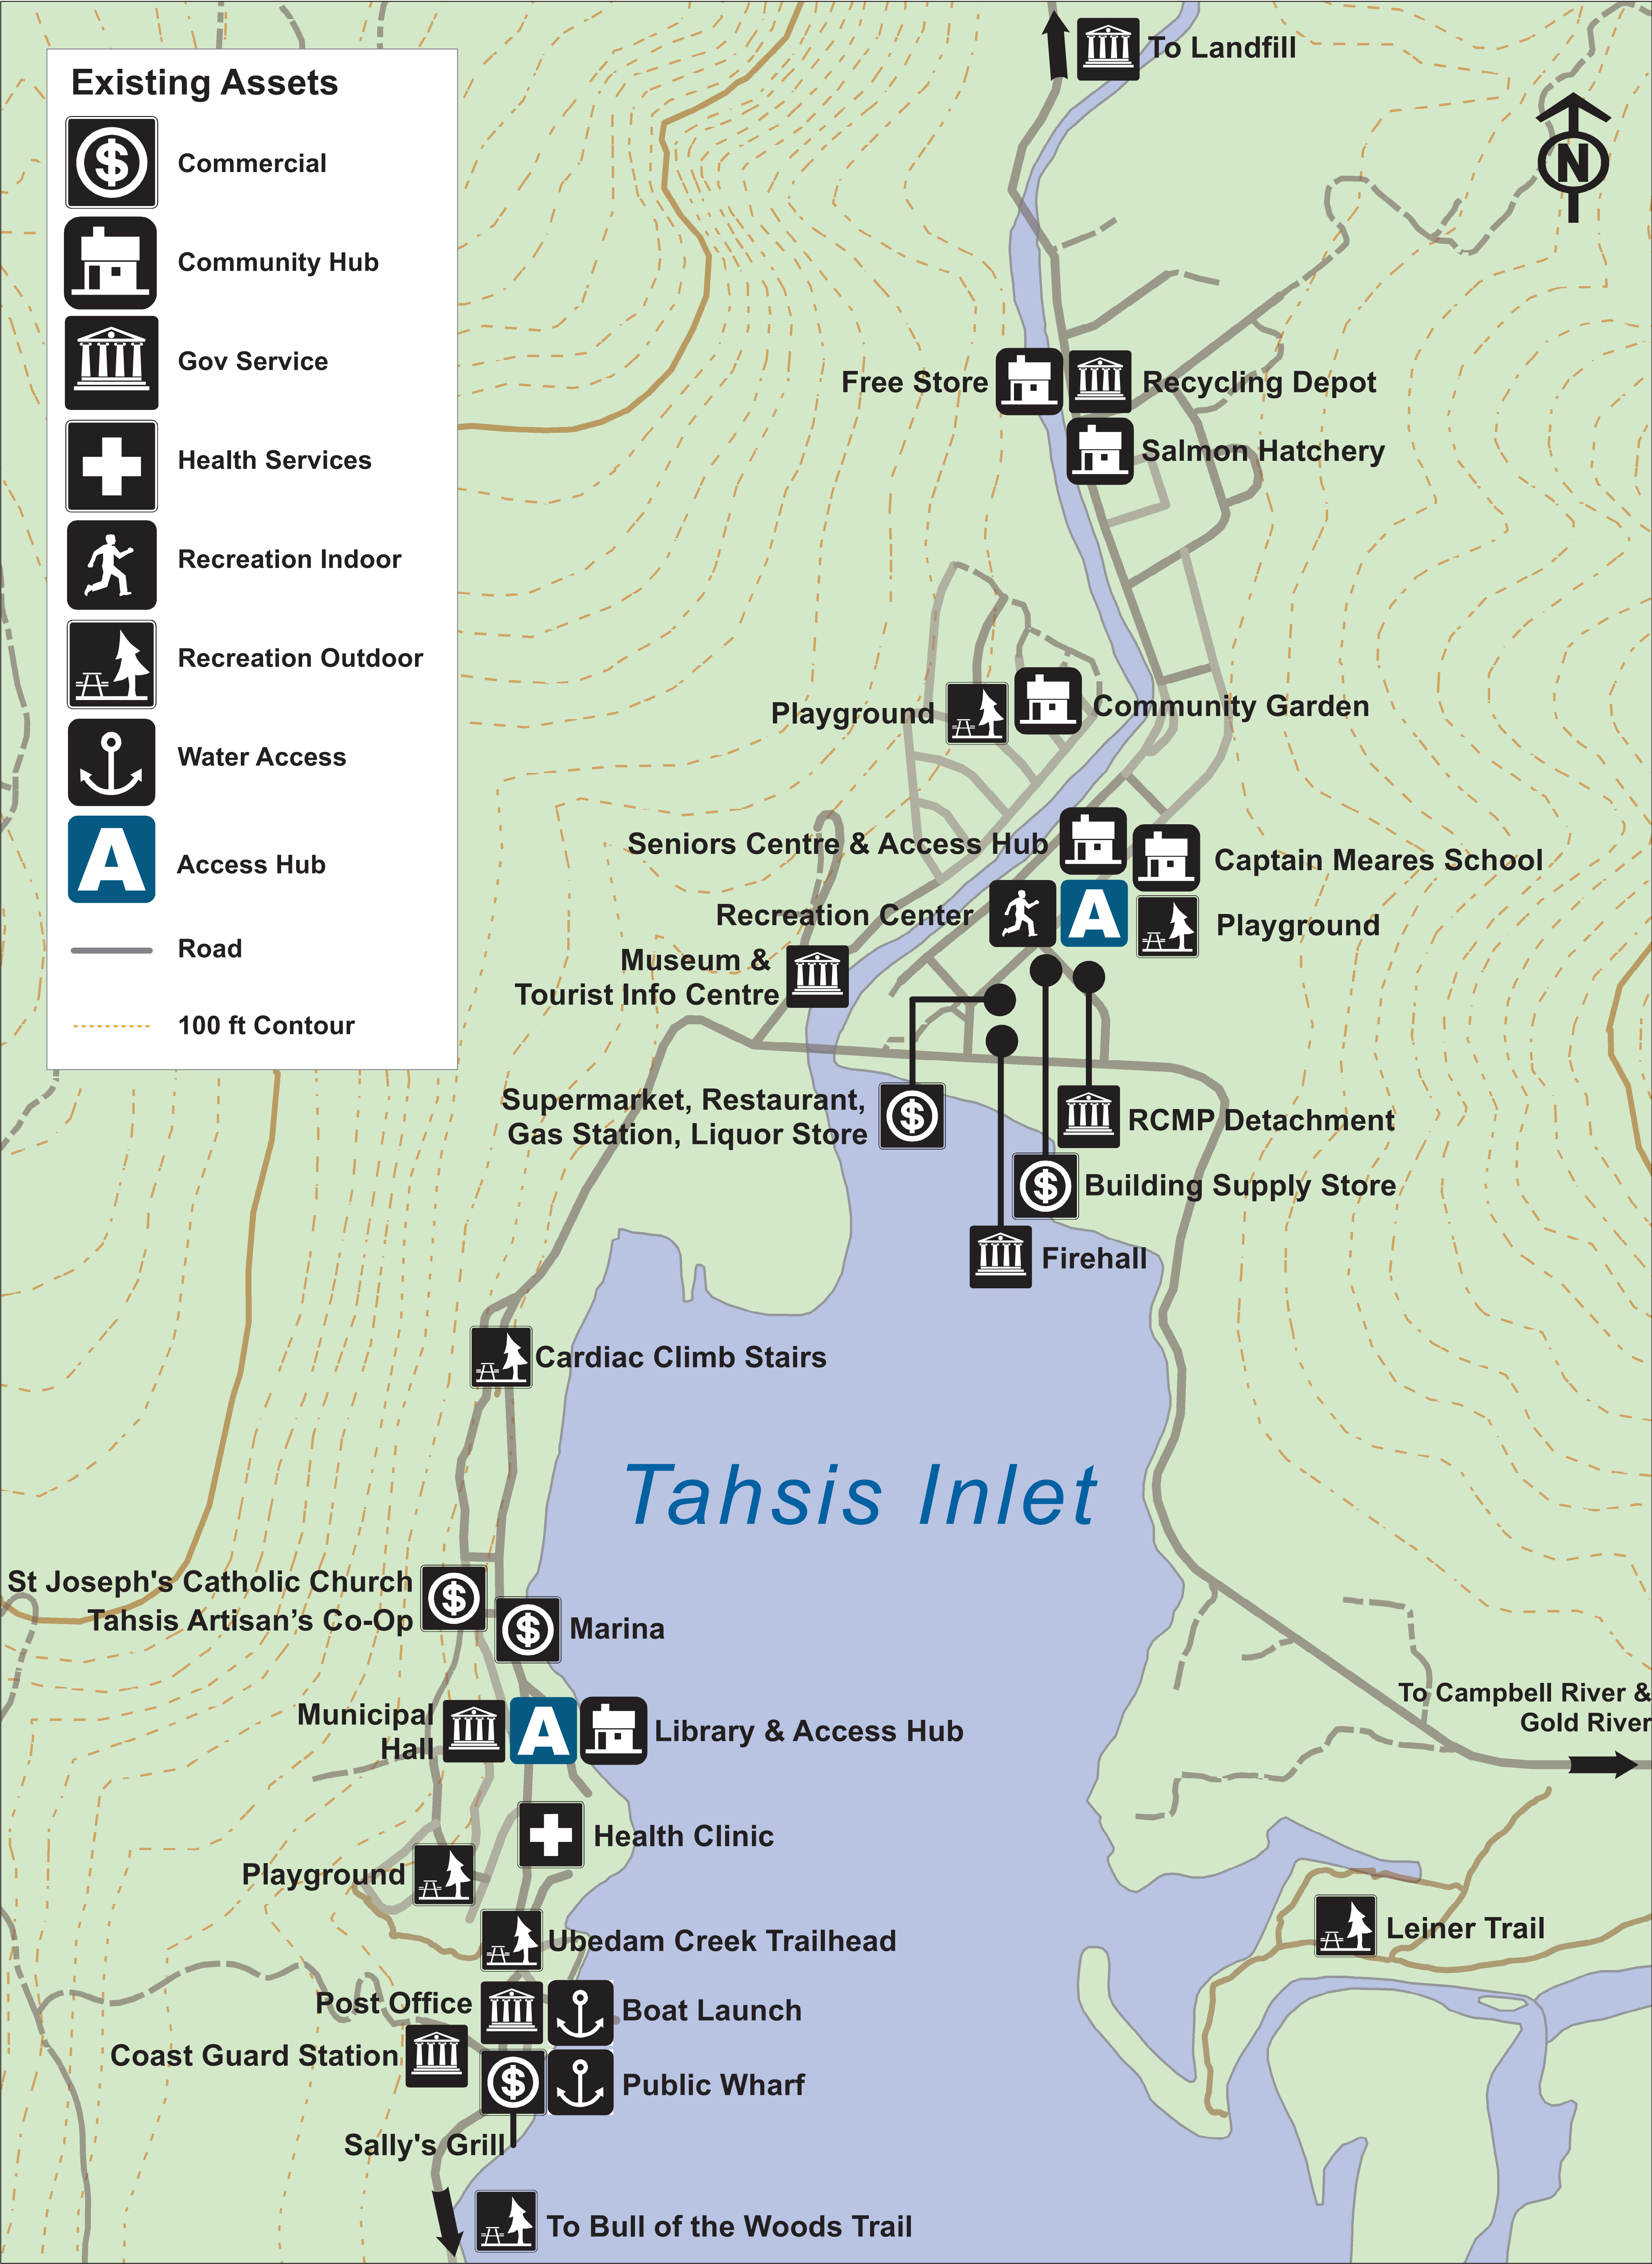 To Landfill
Existing Assets
$ Commercial
Community Hub
Gov Service
Health Services
Recreation Indoor
Recreation Outdoor
Water Access
A Access Hub
Road
100 ft Contour
N
Free Store
Recycling Depot
Salmon Hatchery
Playground
Community Garden
Seniors Centre & Access Hub
Captain Meares School
Recreation Center
A
Playground
Museum &
Tourist Info Centre
Supermarket, Restaurant,
Gas Station, Liquor Store
$
RCMP Detachment
$
Building Supply Store
Firehall
Cardiac Climb Stairs
Tahsis Inlet
St Joseph's Catholic Church
Tahsis Artisan’s Co-Op
$
$
Marina
To Campbell River &
Gold River
Municipal
Hall
A
Library & Access Hub
Health Clinic
Playground
Ubedam Creek Trailhead
Leiner Trail
Post Office
Boat Launch
Coast Guard Station
$
Public Wharf
Sally's Grill
To Bull of the Woods Trail